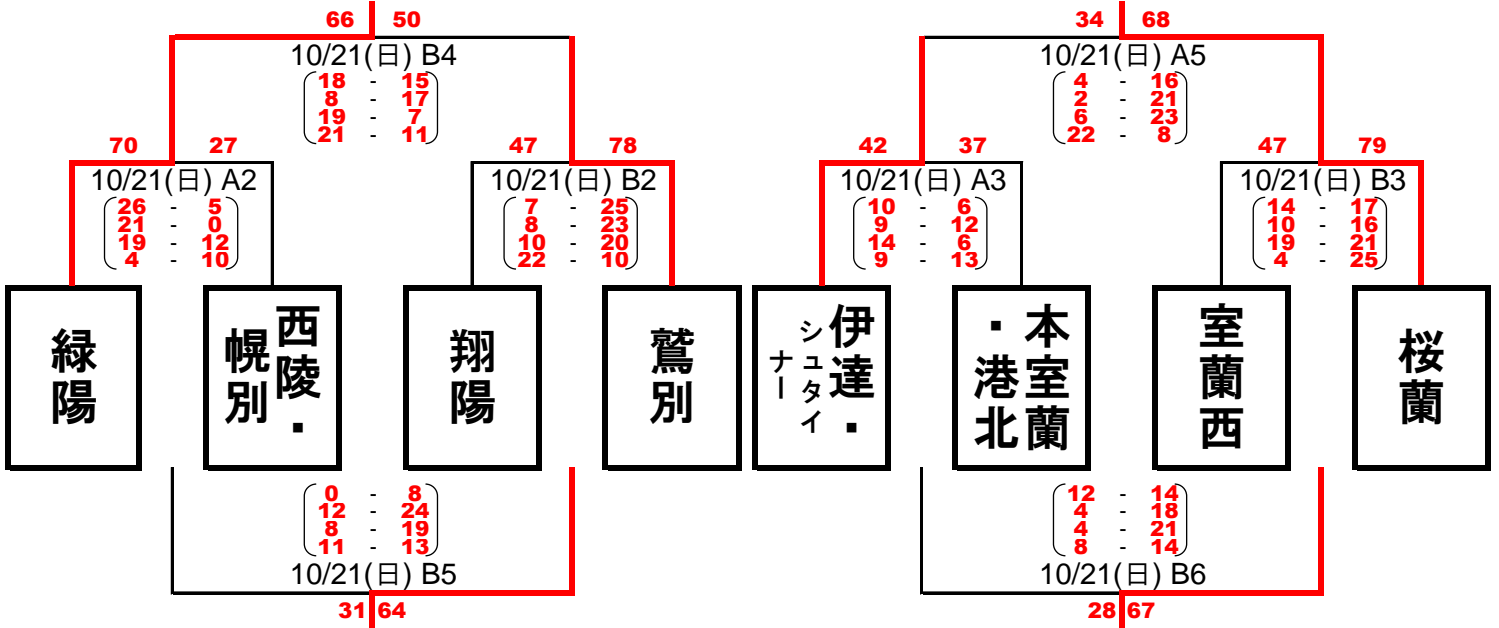 66 50
10/21(日) B4
18 - 15
8 - 17
19 - 7
21 - 11
34 68
10/21(日) A5
4 - 16
2 - 21
6 - 23
22 - 8
70 27
10/21(日) A2
26 - 5
21 - 0
19 - 12
4 - 10
47 78
10/21(日) B2
7 - 25
8 - 23
10 - 20
22 - 10
42 37
10/21(日) A3
10 - 6
9 - 12
14 - 6
9 - 13
47 79
10/21(日) B3
14 - 17
10 - 16
19 - 21
4 - 25
緑陽
西陵・
幌別
翔陽
鷲別
伊達・
シュタイ
ナー
本室蘭
・港北
室蘭西
桜蘭
0 - 8
12 - 24
8 - 19
11 - 13
10/21(日) B5
31 64
12 - 14
4 - 18
4 - 21
8 - 14
10/21(日) B6
28 67